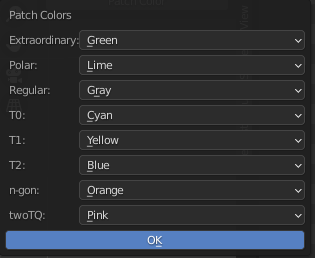 Patch Colors
Extraordinary: Green
Polar: Lime
Regular: Gray
T0: Cyan
T1: Yellow
T2: Blue
n-gon: Orange
twoTQ: Pink
OK